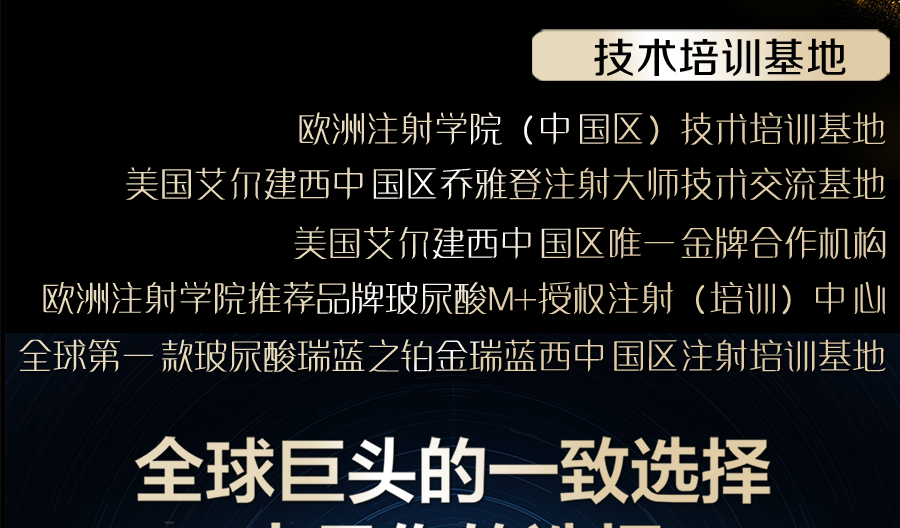 技术培训基地
欧洲注射学院（中国区）技术培训基地
美国艾尔建西中国区乔雅登注射大师技术交流基地
美国艾尔建西中国区唯一金牌合作机构
欧洲注射学院推荐品牌玻尿酸M+授权注射（培训）中心
全球第一款玻尿酸瑞蓝之铂金瑞蓝西中国区注射培训基地
全球巨头的一致选择